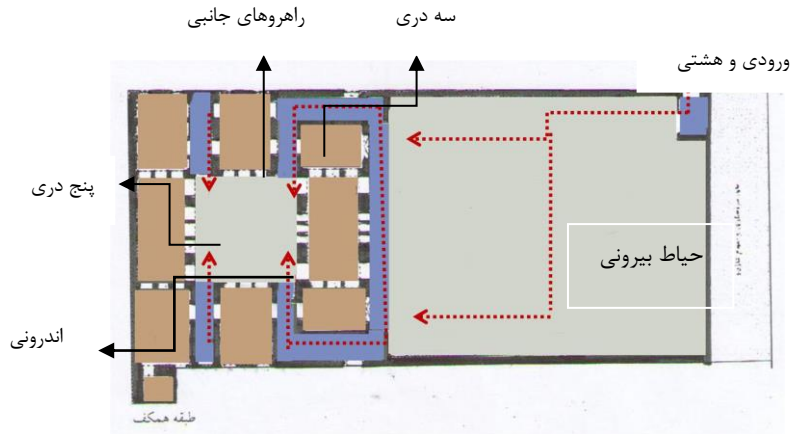 راهروهای جانبی
سه دری
ورودی و هشتی
پنج دری
حیاط بیرونی
اندرونی
طبقه همکف